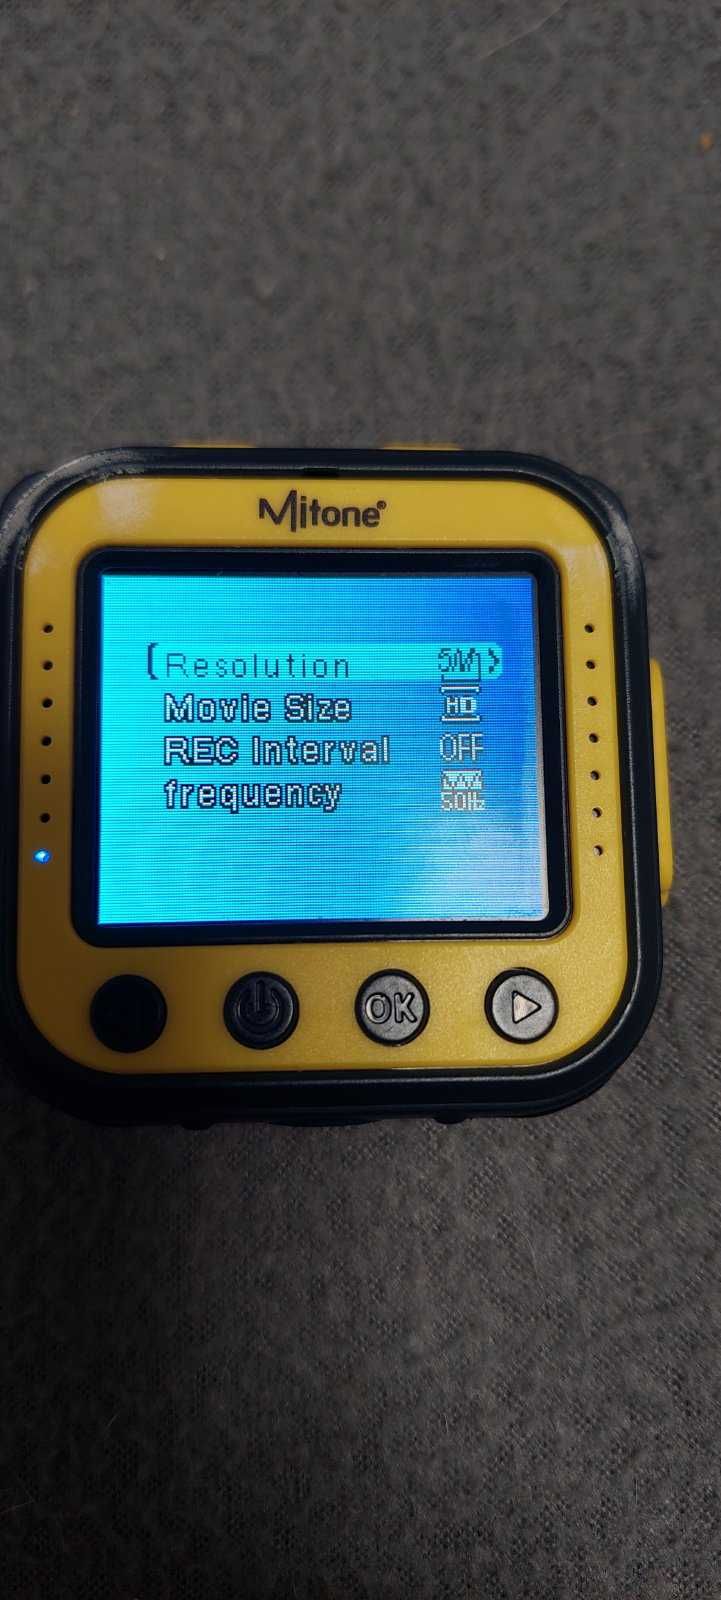 Mitone®
Resolution 5M
Movie Size HD
REC Interval OFF
frequency 50Hz
OK